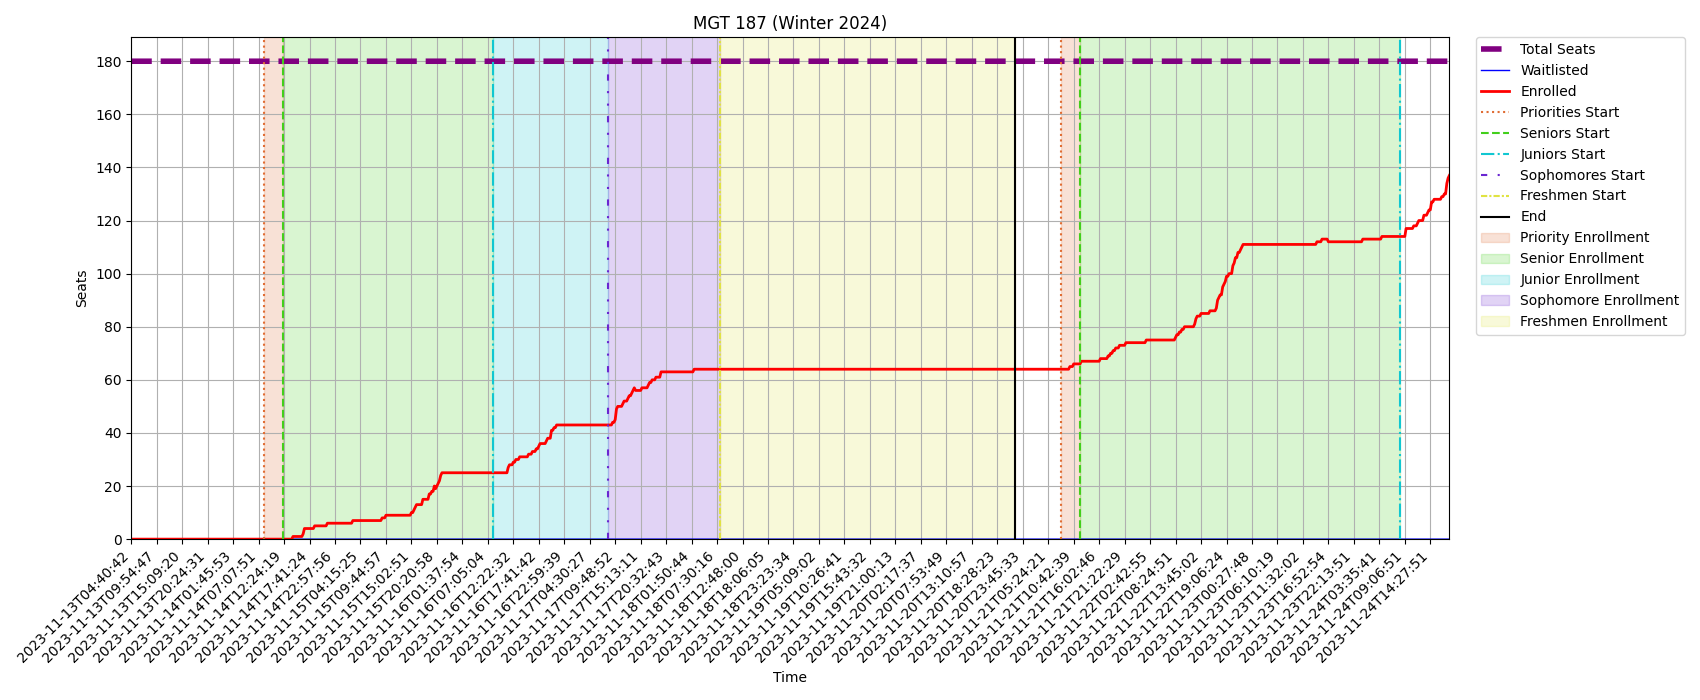 MGT 187 (Winter 2024)
Seats
180
160
140
120
100
80
60
40
20
0
2023-11-13T04:40:42
2023-11-13T09:54:47
2023-11-13T15:09:20
2023-11-13T20:24:31
2023-11-14T01:45:53
2023-11-14T07:07:51
2023-11-14T12:24:19
2023-11-14T17:41:24
2023-11-14T22:57:56
2023-11-15T04:15:25
2023-11-15T09:44:57
2023-11-15T15:02:51
2023-11-15T20:20:58
2023-11-16T01:37:54
2023-11-16T07:05:04
2023-11-16T12:22:32
2023-11-16T17:41:42
2023-11-16T22:59:39
2023-11-17T04:30:27
2023-11-17T09:48:52
2023-11-17T15:13:11
2023-11-17T20:32:43
2023-11-18T01:50:44
2023-11-18T07:30:16
2023-11-18T12:48:00
2023-11-18T18:06:05
2023-11-18T23:23:34
2023-11-19T05:09:02
2023-11-19T10:26:41
2023-11-19T15:43:32
2023-11-19T21:00:13
2023-11-20T02:17:37
2023-11-20T07:53:49
2023-11-20T13:10:57
2023-11-20T18:28:23
2023-11-20T23:45:33
2023-11-21T05:24:21
2023-11-21T10:42:39
2023-11-21T16:02:46
2023-11-21T21:22:29
2023-11-22T02:42:55
2023-11-22T08:24:51
2023-11-22T13:45:02
2023-11-22T19:06:24
2023-11-23T00:27:48
2023-11-23T06:10:19
2023-11-23T11:32:02
2023-11-23T16:52:54
2023-11-23T22:13:51
2023-11-24T03:35:41
2023-11-24T09:06:51
2023-11-24T14:27:51
Time
Total Seats
Waitlisted
Enrolled
Priorities Start
Seniors Start
Juniors Start
Sophomores Start
Freshmen Start
End
Priority Enrollment
Senior Enrollment
Junior Enrollment
Sophomore Enrollment
Freshmen Enrollment